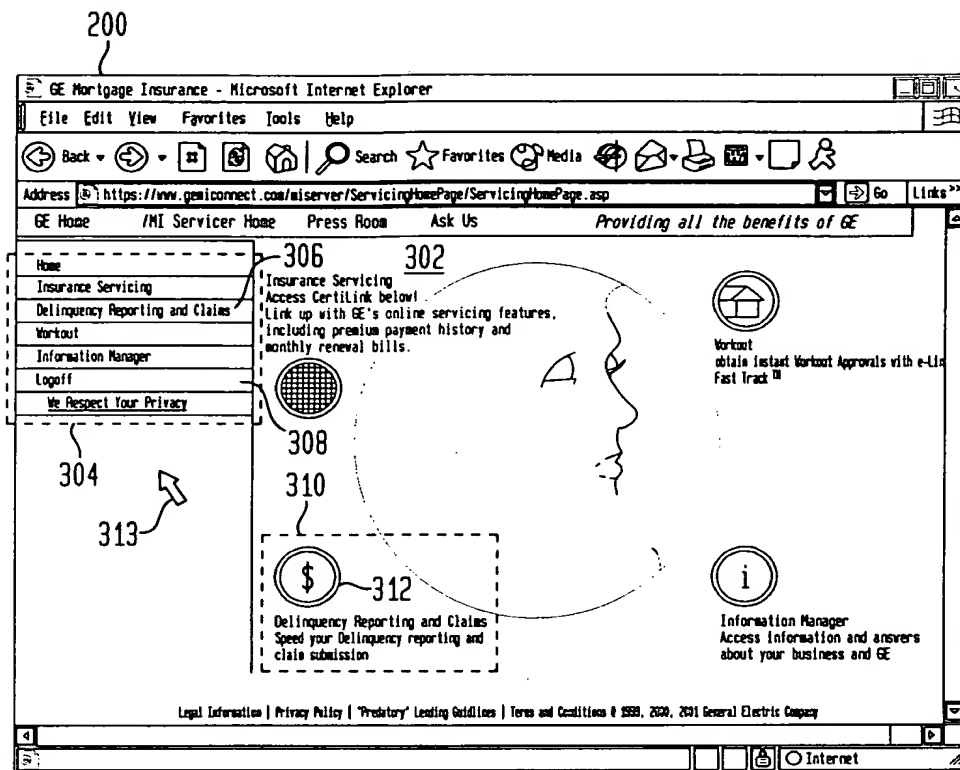 200
GE Mortgage Insurance - Microsoft Internet Explorer
File Edit View Favorites Tools Help
Back Search Favorites Media
Address https://www.gemiconnect.com/miserver/ServicingHomePage/ServicingHomePage.asp Go Links >>
GE Home /MI Servicer Home Press Room Ask Us Providing all the benefits of GE
Home
Insurance Servicing
Delinquency Reporting and Claims
Workout
Information Manager
Logoff
We Respect Your Privacy
304
313
306
302
Insurance Servicing
Access CertiLink below!
Link up with GE's online servicing features,
including premium payment history and
monthly renewal bills.
308
310
$
312
Delinquency Reporting and Claims
Speed your Delinquency reporting and
claim submission
Workout
obtain instant Workout Approvals with e-Lin
Fast Track TM
i
Information Manager
Access Information and answers
about your business and GE
Legal Information | Privacy Policy | "Predatory" Lending Guidlines | Terms and Conditions © 1999, 2000, 2001 General Electric Company
Internet